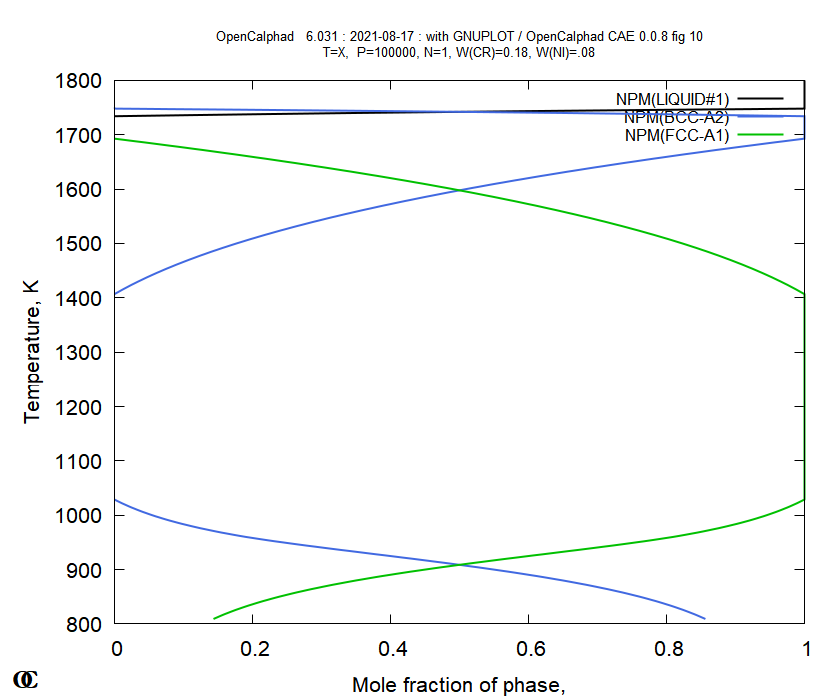 OpenCalphad 6.031 : 2021-08-17 : with GNUPLOT / OpenCalphad CAE 0.0.8 fig 10
T=X, P=100000, N=1, W(CR)=0.18, W(NI)=.08
NPM(LIQUID#1)
NPM(BCC-A2)
NPM(FCC-A1)
1800
1700
1600
1500
1400
1300
1200
1100
1000
900
800
Temperature, K
0 0.2 0.4 0.6 0.8 1
Mole fraction of phase,
OC